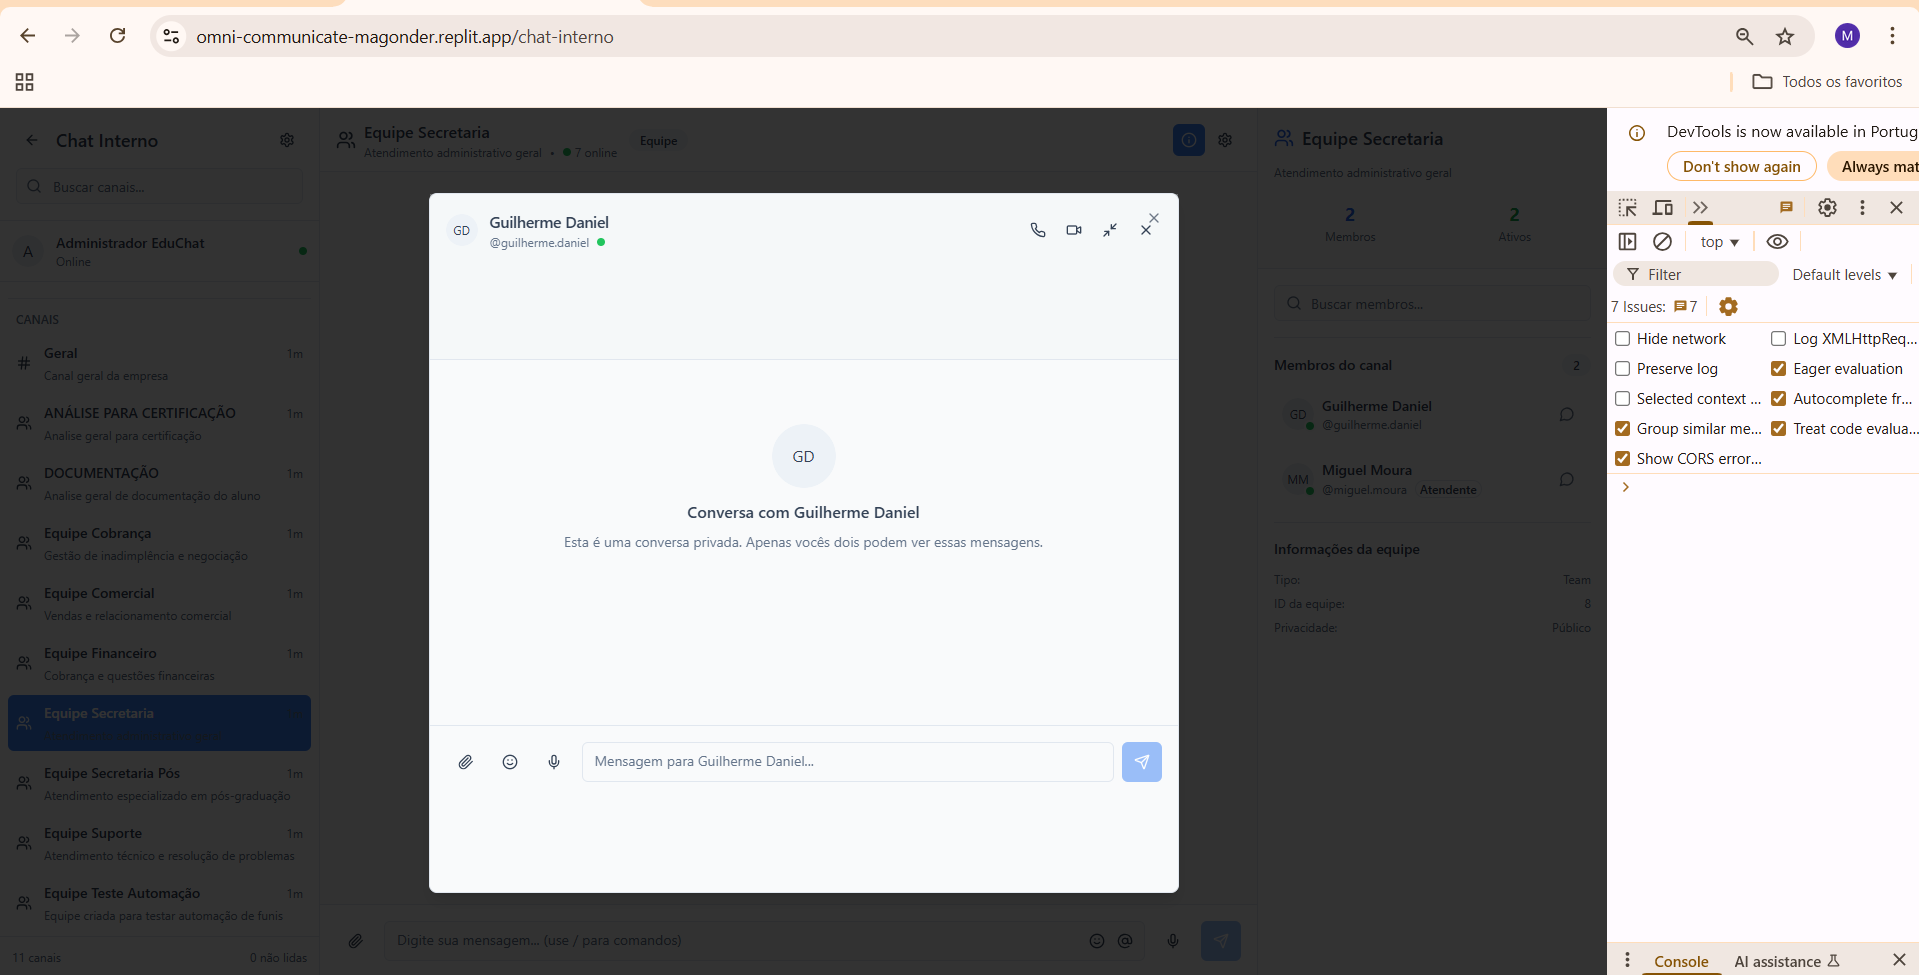 omni-communicate-magonder.replit.app/chat-interno
M
Todos os favoritos
Chat Interno
Buscar canais...
A
Administrador EduChat
Online
CANAIS
Geral
1m
Canal geral da empresa
ANÁLISE PARA CERTIFICAÇÃO
1m
Analise geral para certificação
DOCUMENTAÇÃO
1m
Analise geral de documentação do aluno
Equipe Cobrança
1m
Gestão de inadimplência e negociação
Equipe Comercial
1m
Vendas e relacionamento comercial
Equipe Financeiro
1m
Cobrança e questões financeiras
Equipe Secretaria
Equipe Secretaria Pós
1m
Atendimento especializado em pós-graduação
Equipe Suporte
1m
Atendimento técnico e resolução de problemas
Equipe Teste Automação
1m
Equipe criada para testar automação de funis
11 canais
0 não lidas
Equipe Secretaria
Atendimento administrativo geral • 7 online
Equipe
GD
Guilherme Daniel
@guilherme.daniel
GD
Conversa com Guilherme Daniel
Esta é uma conversa privada. Apenas vocês dois podem ver essas mensagens.
Mensagem para Guilherme Daniel...
Digite sua mensagem... (use / para comandos)
Equipe Secretaria
Atendimento administrativo geral
2
Membros
2
Ativos
Buscar membros...
Membros do canal
2
GD
Guilherme Daniel
@guilherme.daniel
MM
Miguel Moura
@miguel.moura
Atendente
Informações da equipe
Tipo:
Team
ID da equipe:
8
Privacidade:
Público
DevTools is now available in Portug
Don't show again
Always mat
top
Filter
Default levels
7 Issues:
7
Hide network
Log XMLHttpReq...
Preserve log
Eager evaluation
Selected context ...
Autocomplete fr...
Group similar me...
Treat code evalua...
Show CORS error...
Console
AI assistance